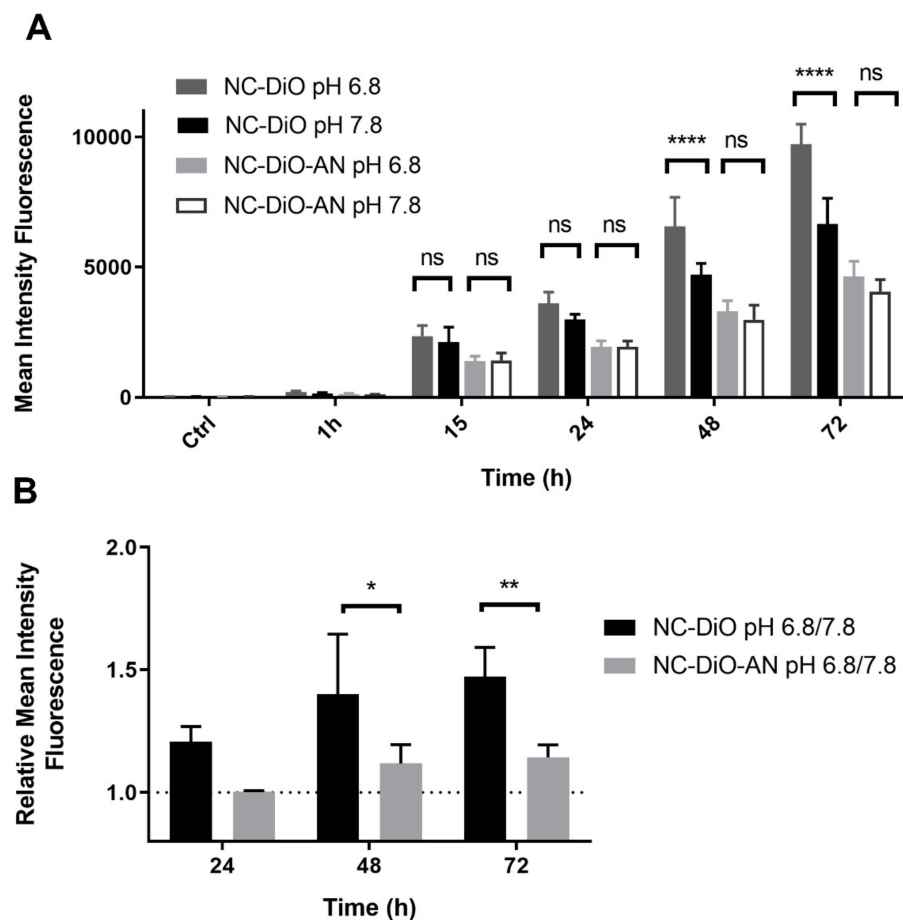 A
NC-DiO pH 6.8
NC-DiO pH 7.8
NC-DiO-AN pH 6.8
NC-DiO-AN pH 7.8
**** ns
**** ns
ns ns
ns ns
Mean Intensity Fluorescence
10000
5000
0
Ctrl 1h 15 24 48 72
Time (h)
B
Relative Mean Intensity
Fluorescence
2.0
1.5
1.0
* **
NC-DiO pH 6.8/7.8
NC-DiO-AN pH 6.8/7.8
24 48 72
Time (h)